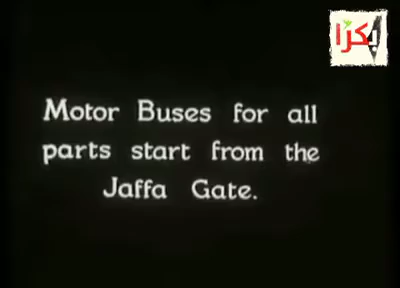 بكرا
Motor Buses for all
parts start from the
Jaffa Gate.